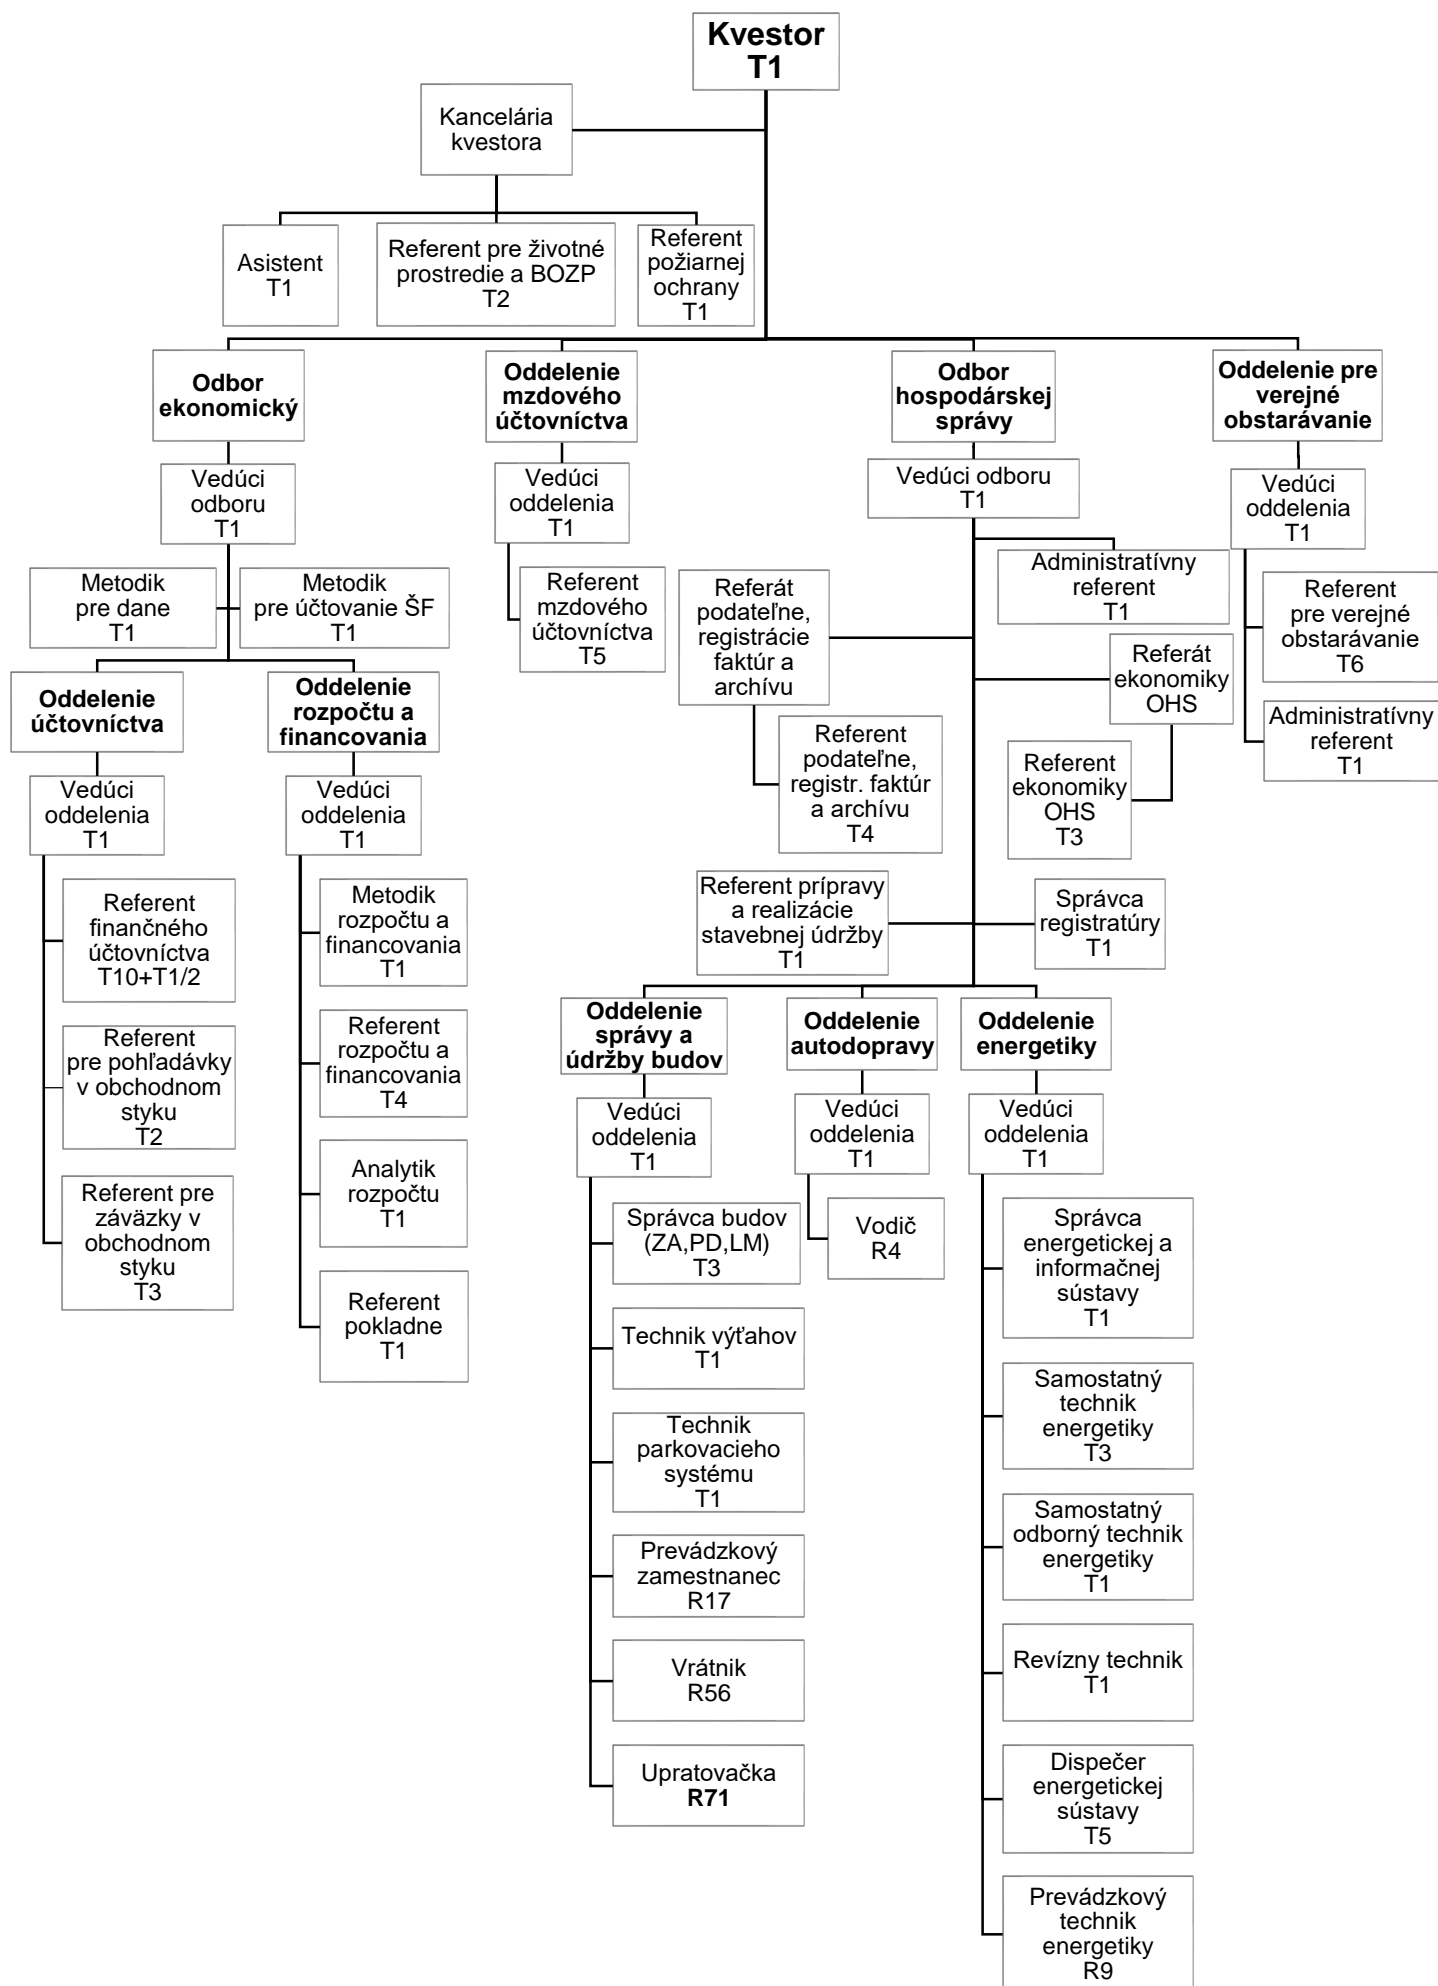 Kvestor
T1
Kancelária
kvestora
Asistent
T1
Referent pre životné
prostredie a BOZP
T2
Referent
požiarnej
ochrany
T1
Odbor
ekonomický
Vedúci
odboru
T1
Metodik
pre dane
T1
Metodik
pre účtovanie ŠF
T1
Oddelenie
účtovníctva
Vedúci
oddelenia
T1
Referent
finančného
účtovníctva
T10+T1/2
Referent
pre pohľadávky
v obchodnom
styku
T2
Referent pre
záväzky v
obchodnom
styku
T3
Oddelenie
rozpočtu a
financovania
Vedúci
oddelenia
T1
Metodik
rozpočtu a
financovania
T1
Referent
rozpočtu a
financovania
T4
Analytik
rozpočtu
T1
Referent
pokladne
T1
Oddelenie
mzdového
účtovníctva
Vedúci
oddelenia
T1
Referent
mzdového
účtovníctva
T5
Odbor
hospodárskej
správy
Vedúci odboru
T1
Administratívny
referent
T1
Referát
podateľne,
registrácie
faktúr a
archívu
Referent
podateľne,
registr. faktúr
a archívu
T4
Referát
ekonomiky
OHS
Referent
ekonomiky
OHS
T3
Referent prípravy
a realizácie
stavebnej údržby
T1
Správca
registratúry
T1
Oddelenie
správy a
údržby budov
Vedúci
oddelenia
T1
Správca budov
(ZA,PD,LM)
T3
Technik výťahov
T1
Technik
parkovacieho
systému
T1
Prevádzkový
zamestnanec
R17
Vrátnik
R56
Upratovačka
R71
Oddelenie
autodopravy
Vedúci
oddelenia
T1
Vodič
R4
Oddelenie
energetiky
Vedúci
oddelenia
T1
Správca
energetickej a
informačnej
sústavy
T1
Samostatný
technik
energetiky
T3
Samostatný
odborný technik
energetiky
T1
Revízny technik
T1
Dispečer
energetickej
sústavy
T5
Prevádzkový
technik
energetiky
R9
Oddelenie pre
verejné
obstarávanie
Vedúci
oddelenia
T1
Referent
pre verejné
obstarávanie
T6
Administratívny
referent
T1